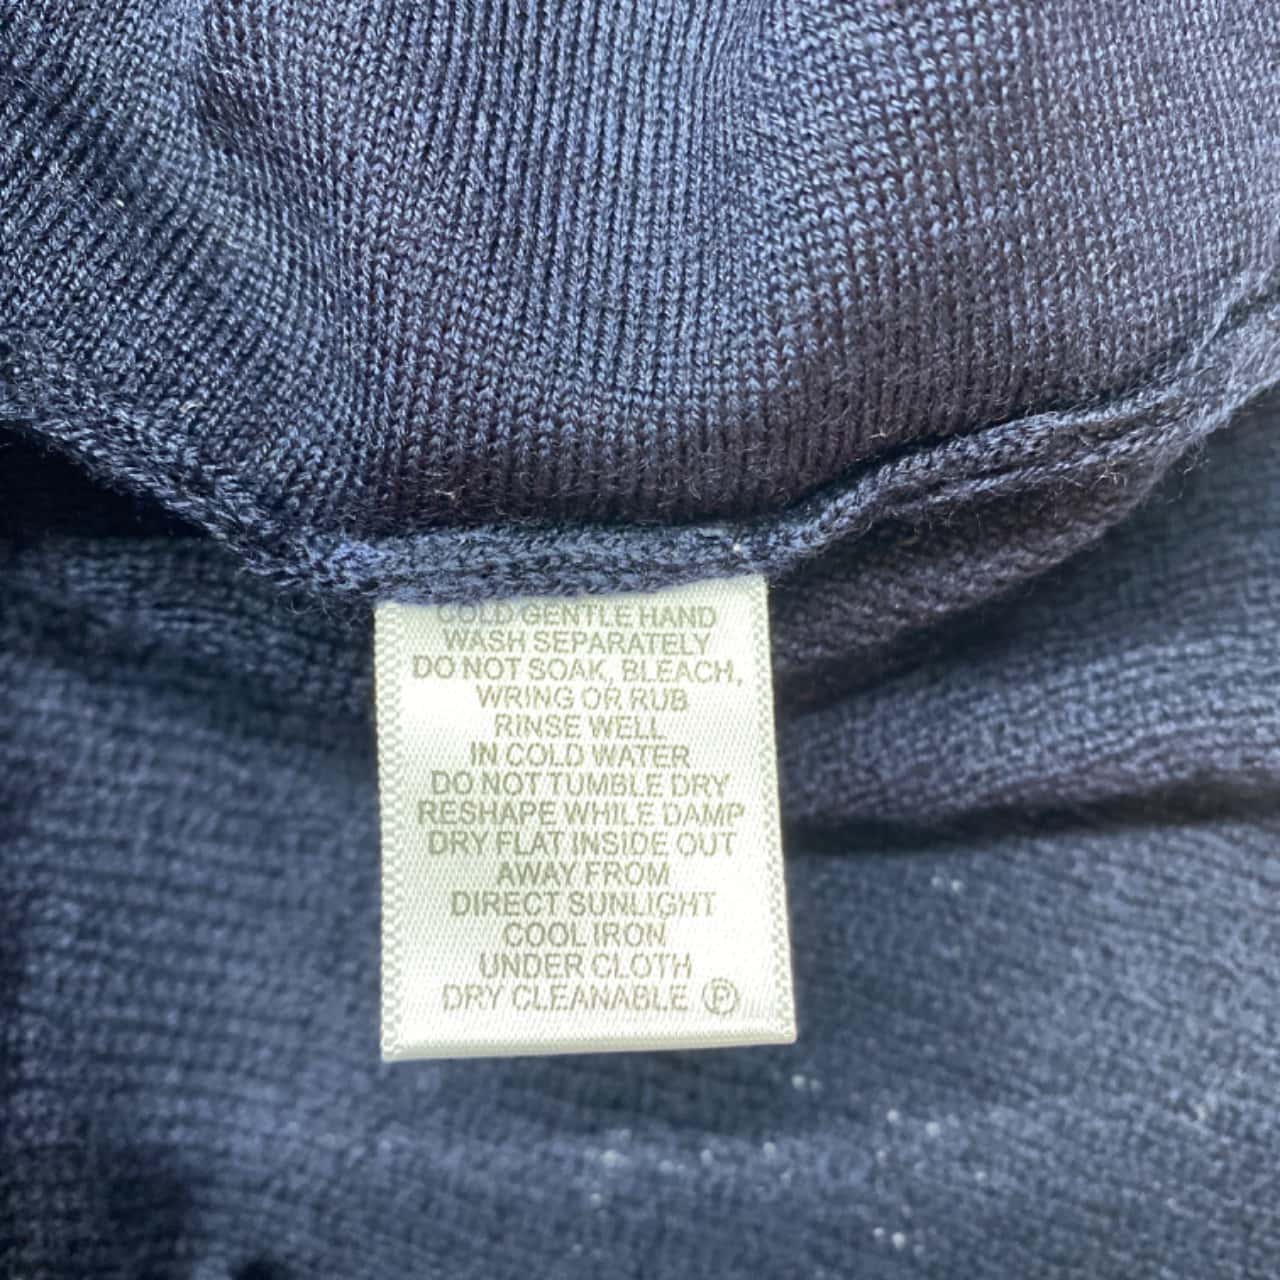 COLD GENTLE HAND
WASH SEPARATELY
DO NOT SOAK, BLEACH,
WRING OR RUB
RINSE WELL
IN COLD WATER
DO NOT TUMBLE DRY
RESHAPE WHILE DAMP
DRY FLAT INSIDE OUT
AWAY FROM
DIRECT SUNLIGHT
COOL IRON
UNDER CLOTH
DRY CLEANABLE Ⓟ